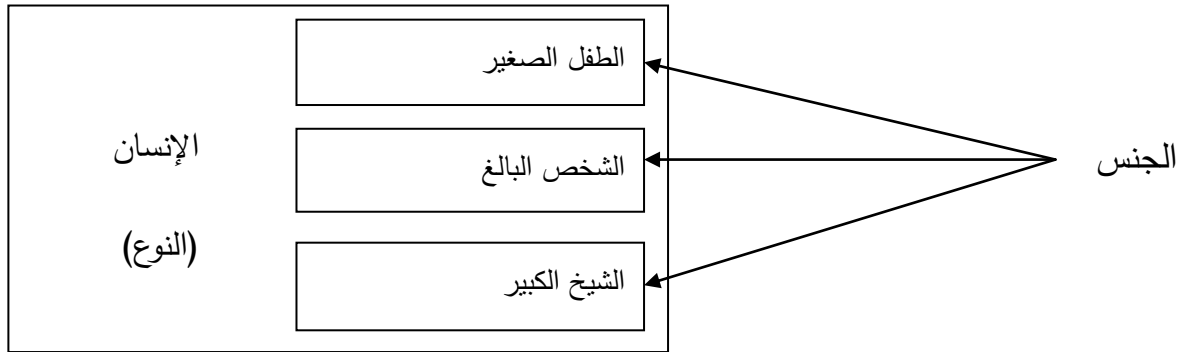 الطفل الصغير
الإنسان
الشخص البالغ
الجنس
(النوع)
الشيخ الكبير